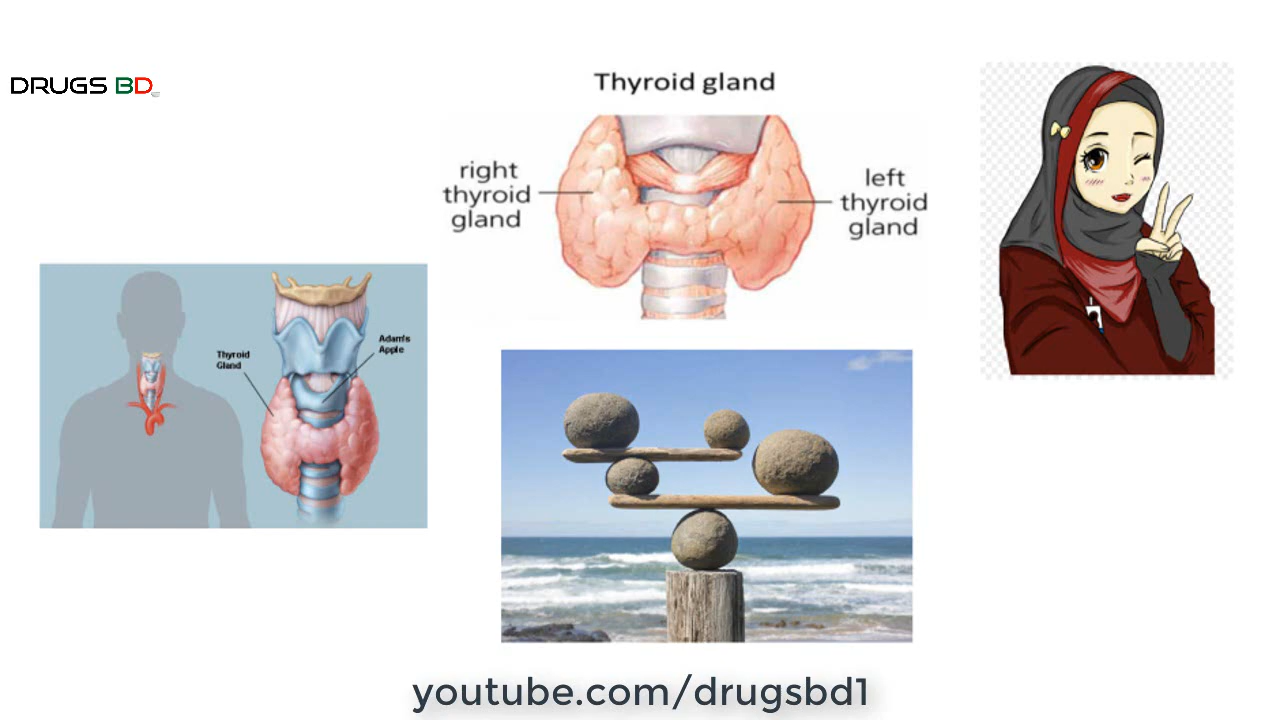 DRUGS BD
Thyroid gland
right
thyroid
gland
left
thyroid
gland
Thyroid
Gland
Adam's
Apple
youtube.com/drugsbd1